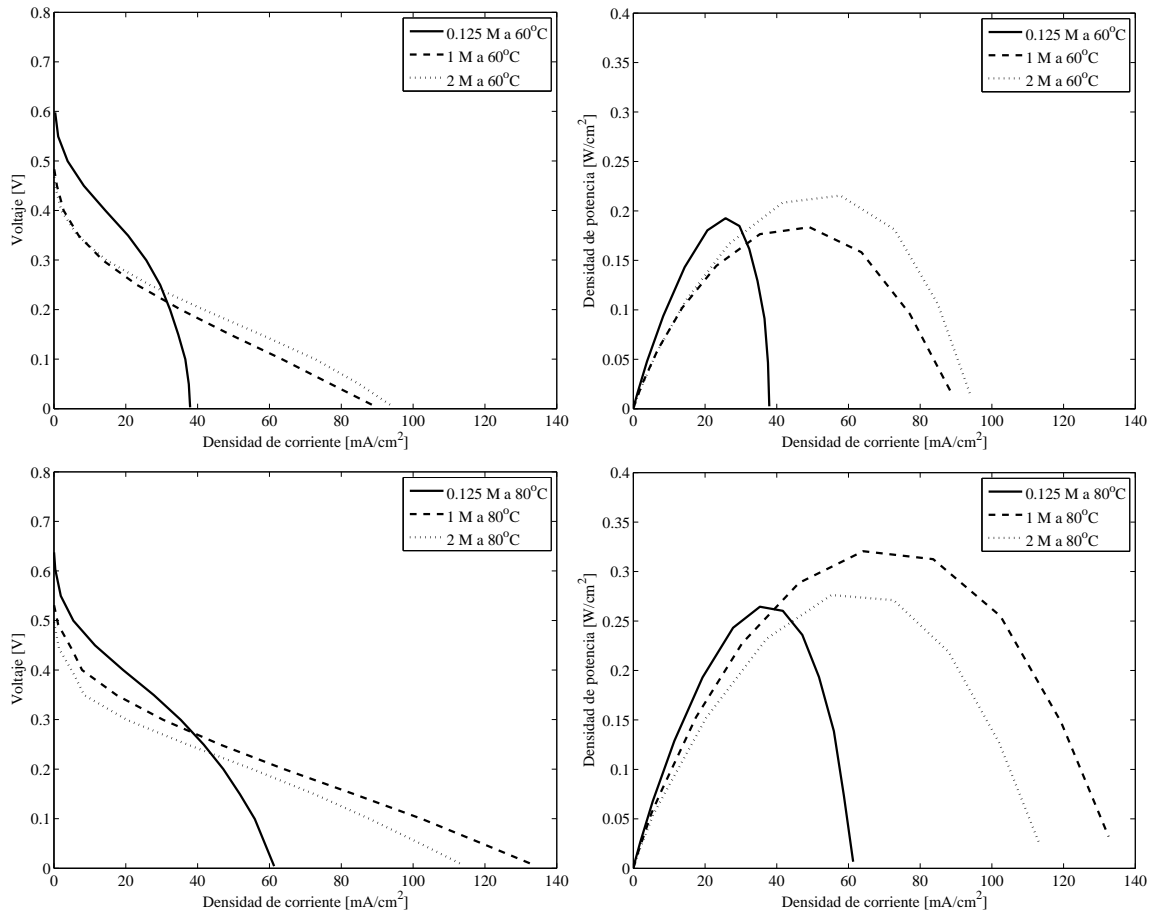 0.8
0.7
0.6
0.5
0.4
0.3
0.2
0.1
0
Voltaje [V]
0 20 40 60 80 100 120 140
Densidad de corriente [mA/cm²]
0.125 M a 60°C
1 M a 60°C
2 M a 60°C
0.4
0.35
0.3
0.25
0.2
0.15
0.1
0.05
0
Densidad de potencia [W/cm²]
0 20 40 60 80 100 120 140
Densidad de corriente [mA/cm²]
0.125 M a 60°C
1 M a 60°C
2 M a 60°C
0.8
0.7
0.6
0.5
0.4
0.3
0.2
0.1
0
Voltaje [V]
0 20 40 60 80 100 120 140
Densidad de corriente [mA/cm²]
0.125 M a 80°C
1 M a 80°C
2 M a 80°C
0.4
0.35
0.3
0.25
0.2
0.15
0.1
0.05
0
Densidad de potencia [W/cm²]
0 20 40 60 80 100 120 140
Densidad de corriente [mA/cm²]
0.125 M a 80°C
1 M a 80°C
2 M a 80°C